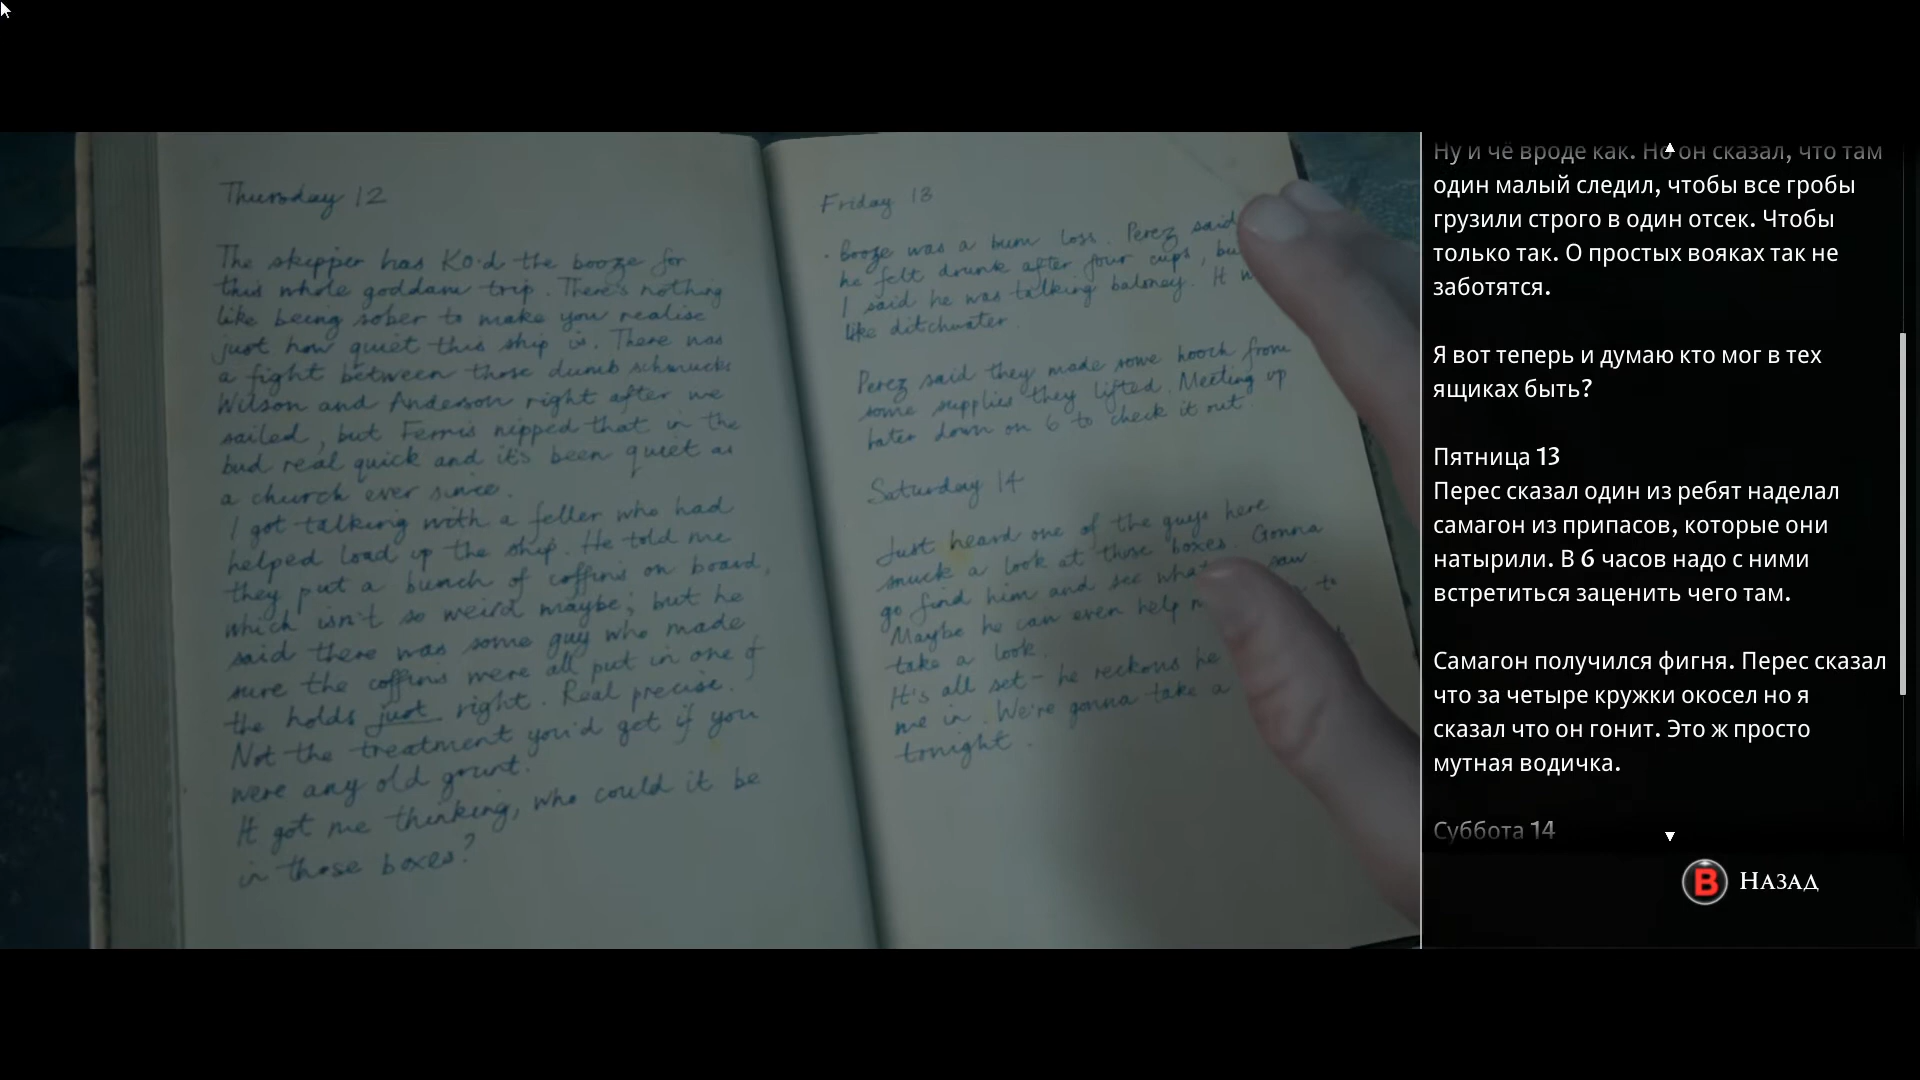 Thursday 12
The skipper has KO'd the booze for
this whole goddam trip. There's nothing
like being sober to make you realise
just how quiet this ship is. There was
a fight between those dumb schmucks
Wilson and Anderson right after we
sailed, but Ferris nipped that in the
bud real quick and it's been quiet as
a church ever since.
I got talking with a feller who had
helped load up the ship. He told me
they put a bunch of coffins on board,
which isn't so weird maybe; but he
said there was some guy who made
sure the coffins were all put in one of
the holds just right. Real precise.
Not the treatment you'd get if you
were any old grunt.
It got me thinking, who could it be
in those boxes?
Friday 13
Booze was a bum loss. Perez said
he felt drunk after four cups, but
I said he was talking baloney. It
like ditchwater.
Perez said they made some hooch from
some supplies they lifted. Meeting up
later down on 6 to check it out
Saturday 14
Just heard one of the guys here
snuck a look at those boxes. Gonna
go find him and see what saw
Maybe he can even help to
take a look.
It's all set - he reckons he
me in. We're gonna take a
tonight.
Ну и чё вроде как. Но он сказал, что там
один малый следил, чтобы все гробы
грузили строго в один отсек. Чтобы
только так. О простых вояках так не
заботятся.
Я вот теперь и думаю кто мог в тех
ящиках быть?
Пятница 13
Перес сказал один из ребят наделал
самагон из припасов, которые они
натырили. В 6 часов надо с ними
встретиться заценить чего там.
Самагон получился фигня. Перес сказал
что за четыре кружки окосел но я
сказал что он гонит. Это ж просто
мутная водичка.
Суббота 14
B Назад